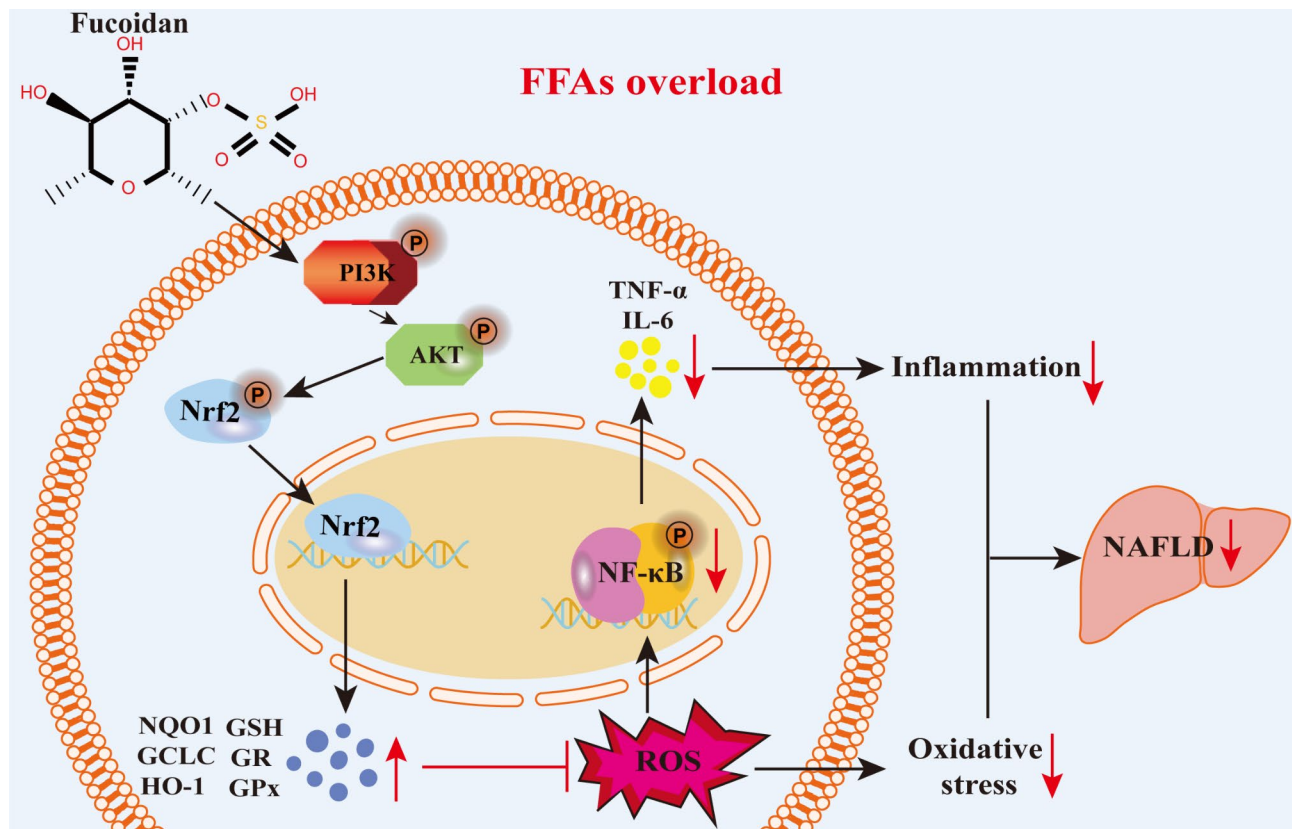 Fucoidan
OH
HO
O
OH
S
O
O
O
FFAs overload
P
PI3K
P
AKT
P
Nrf2
TNF-α
IL-6
Inflammation
Nrf2
P
NF-κB
NAFLD
NQO1 GSH
GCLC GR
HO-1 GPx
ROS
Oxidative
stress